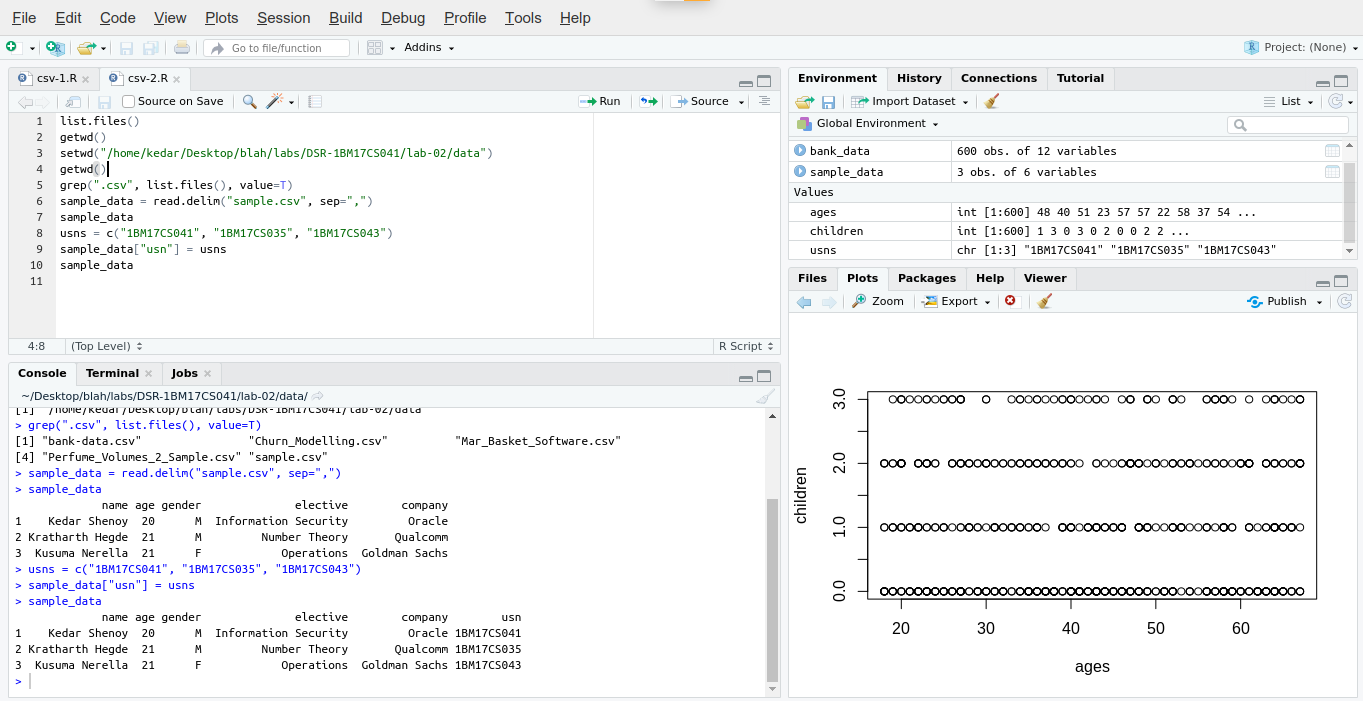 File Edit Code View Plots Session Build Debug Profile Tools Help
Go to file/function Addins Project: (None)
csv-1.R csv-2.R
Source on Save Run Source
1 list.files()
2 getwd()
3 setwd("/home/kedar/Desktop/blah/labs/DSR-1BM17CS041/lab-02/data")
4 getwd()
5 grep(".csv", list.files(), value=T)
6 sample_data = read.delim("sample.csv", sep=",")
7 sample_data
8 usns = c("1BM17CS041", "1BM17CS035", "1BM17CS043")
9 sample_data["usn"] = usns
10 sample_data
11
4:8 (Top Level) R Script
Console Terminal Jobs
~/Desktop/blah/labs/DSR-1BM17CS041/lab-02/data/
[1] "/home/kedar/Desktop/blah/labs/DSR-1BM17CS041/lab-02/data"
> grep(".csv", list.files(), value=T)
[1] "bank-data.csv" "Churn_Modelling.csv" "Mar_Basket_Software.csv"
[4] "Perfume_Volumes_2_Sample.csv" "sample.csv"
> sample_data = read.delim("sample.csv", sep=",")
> sample_data
name age gender elective company
1 Kedar Shenoy 20 M Information Security Oracle
2 Kratharth Hegde 21 M Number Theory Qualcomm
3 Kusuma Nerella 21 F Operations Goldman Sachs
> usns = c("1BM17CS041", "1BM17CS035", "1BM17CS043")
> sample_data["usn"] = usns
> sample_data
name age gender elective company usn
1 Kedar Shenoy 20 M Information Security Oracle 1BM17CS041
2 Kratharth Hegde 21 M Number Theory Qualcomm 1BM17CS035
3 Kusuma Nerella 21 F Operations Goldman Sachs 1BM17CS043
>
Environment History Connections Tutorial
Import Dataset List
Global Environment
bank_data 600 obs. of 12 variables
sample_data 3 obs. of 6 variables
Values
ages int [1:600] 48 40 51 23 57 57 22 58 37 54 ...
children int [1:600] 1 3 0 3 0 2 0 0 2 2 ...
usns chr [1:3] "1BM17CS041" "1BM17CS035" "1BM17CS043"
Files Plots Packages Help Viewer
Zoom Export Publish
3.0
2.0
1.0
0.0
children
20 30 40 50 60
ages